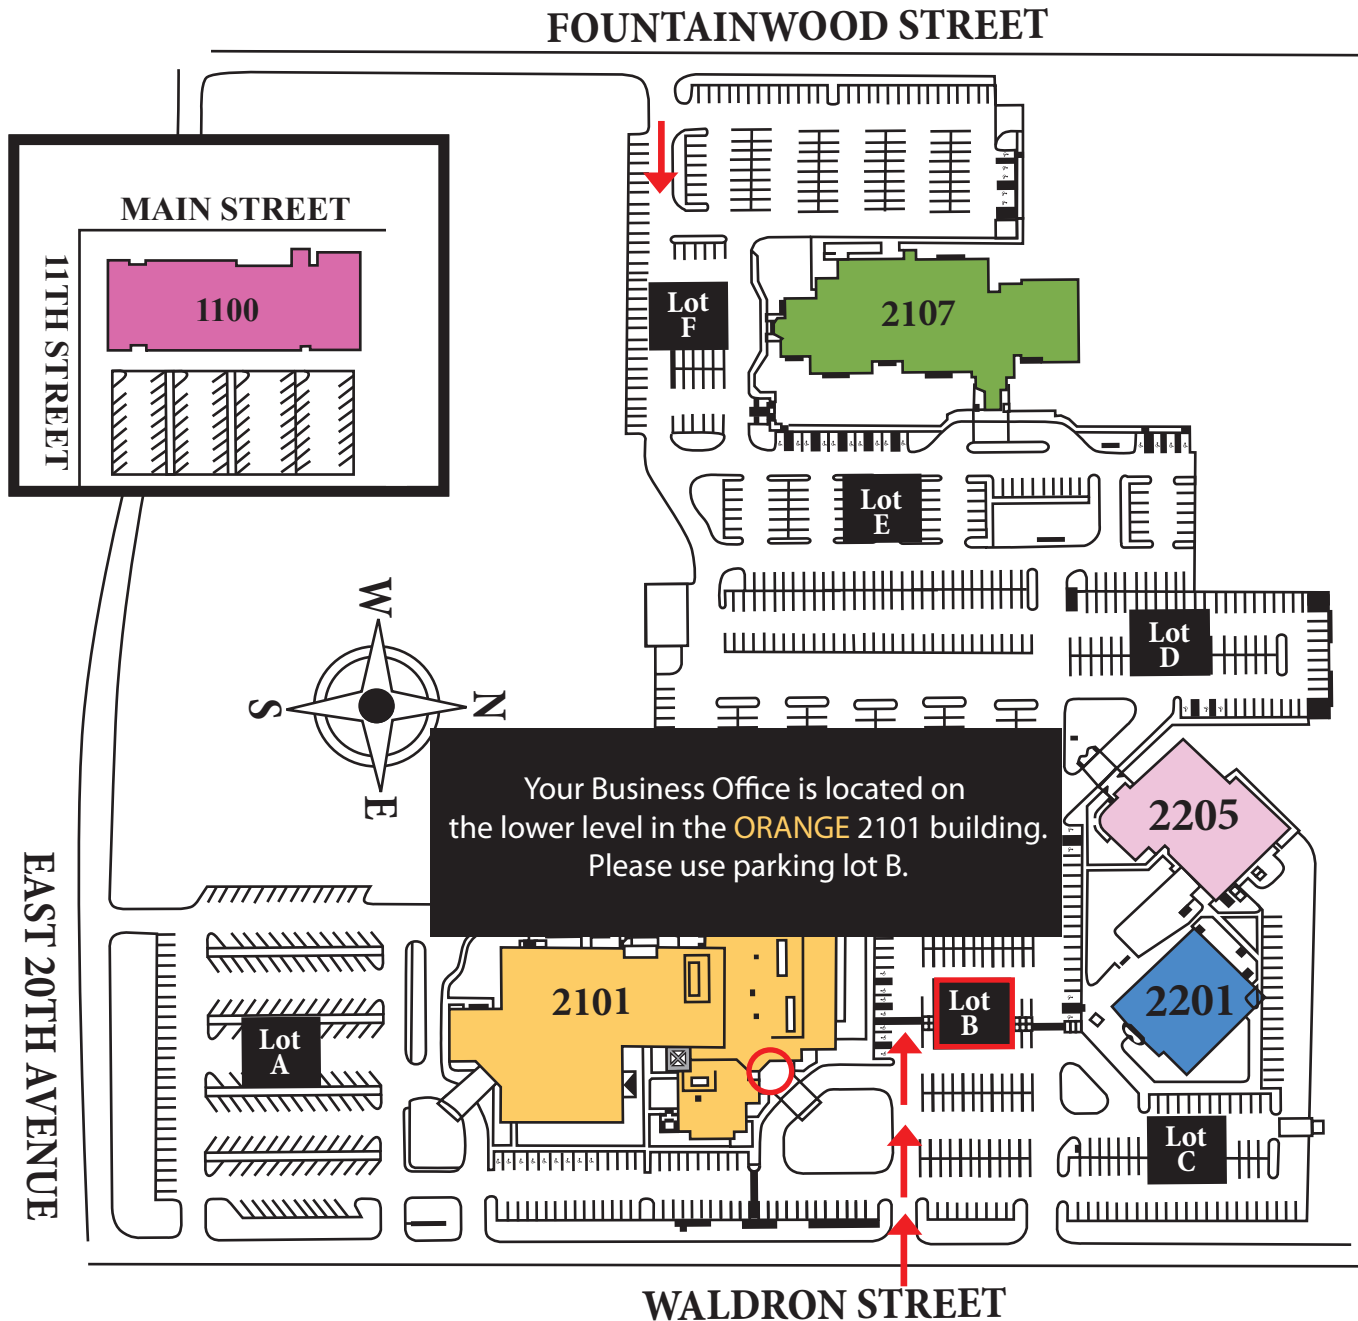 FOUNTAINWOOD STREET
MAIN STREET
11TH STREET
1100
Lot
F
2107
Lot
E
Lot
D
W
S
N
E
Your Business Office is located on
the lower level in the ORANGE 2101 building.
Please use parking lot B.
2205
EAST 20TH AVENUE
2101
Lot
B
2201
Lot
A
Lot
C
WALDRON STREET